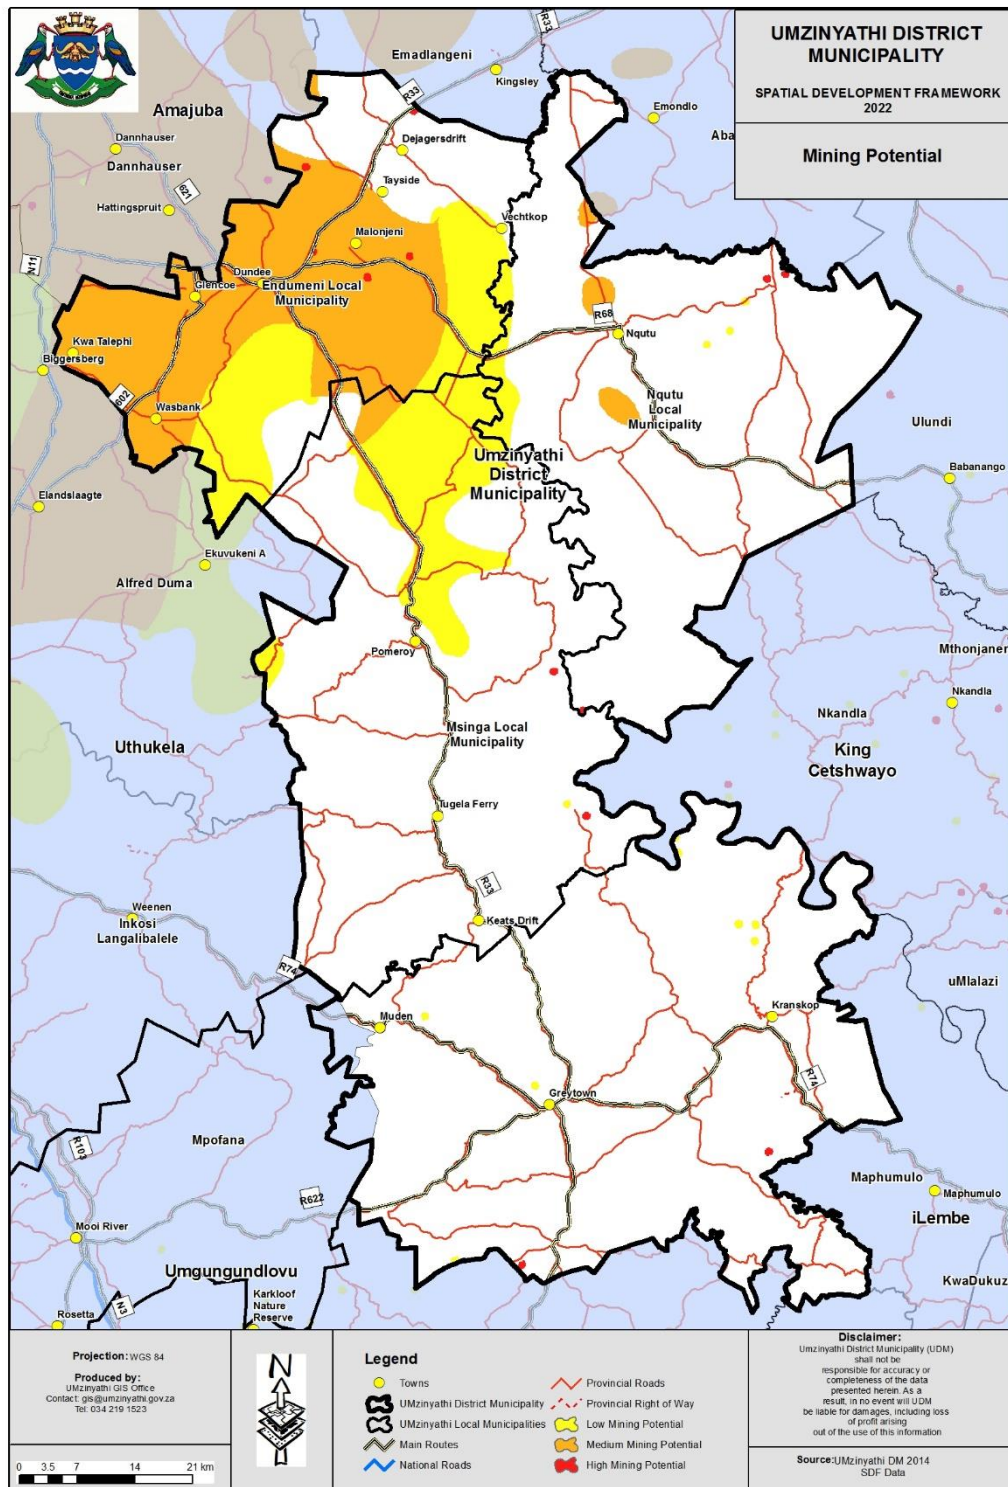 UMZINYATHI DISTRICT
MUNICIPALITY
SPATIAL DEVELOPMENT FRAMEWORK
2022
Mining Potential
R33
Emadlangeni
Kingsley
R33
Amajuba
Emondlo
Aba
Dannhauser
Dannhauser
Dejagersdrift
621
Tayside
Hattingspruit
Vechtkop
Malonjeni
N11
Dundee
Glencoe
Endumeni Local
Municipality
R68
Nqutu
Kwa Talephi
Biggersberg
602
Wasbank
Nqutu
Local
Municipality
Ulundi
Umzinyathi
District
Municipality
Babanango
Elandslaagte
Ekuvukeni A
Alfred Duma
Pomeroy
Mthonjaner
Nkandla
Nkandla
Msinga Local
Municipality
Uthukela
King
Cetshwayo
Tugela Ferry
R33
Weenen
Keats Drift
Inkosi
Langalibalele
R74
uMlalazi
Kranskop
Muden
R74
Greytown
R103
Mpofana
Maphumulo
Maphumulo
R622
iLembe
Mooi River
Umgungundlovu
KwaDukuz
Karkloof
Nature
Reserve
N3
Rosetta
Projection: WGS 84
Produced by:
UMzinyathi GIS Office
Contact: gis@umzinyathi.gov.za
Tel: 034 219 1523
0 3.5 7 14 21 km
N
Legend
Towns
UMzinyathi District Municipality
UMzinyathi Local Municipalities
Main Routes
National Roads
Provincial Roads
Provincial Right of Way
Low Mining Potential
Medium Mining Potential
High Mining Potential
Disclaimer:
Umzinyathi District Municipality (UDM)
shall not be
responsible for accuracy or
completeness of the data
presented herein. As a
result, in no event will UDM
be liable for damages, including loss
of profit arising
out of the use of this information
Source:UMzinyathi DM 2014
SDF Data